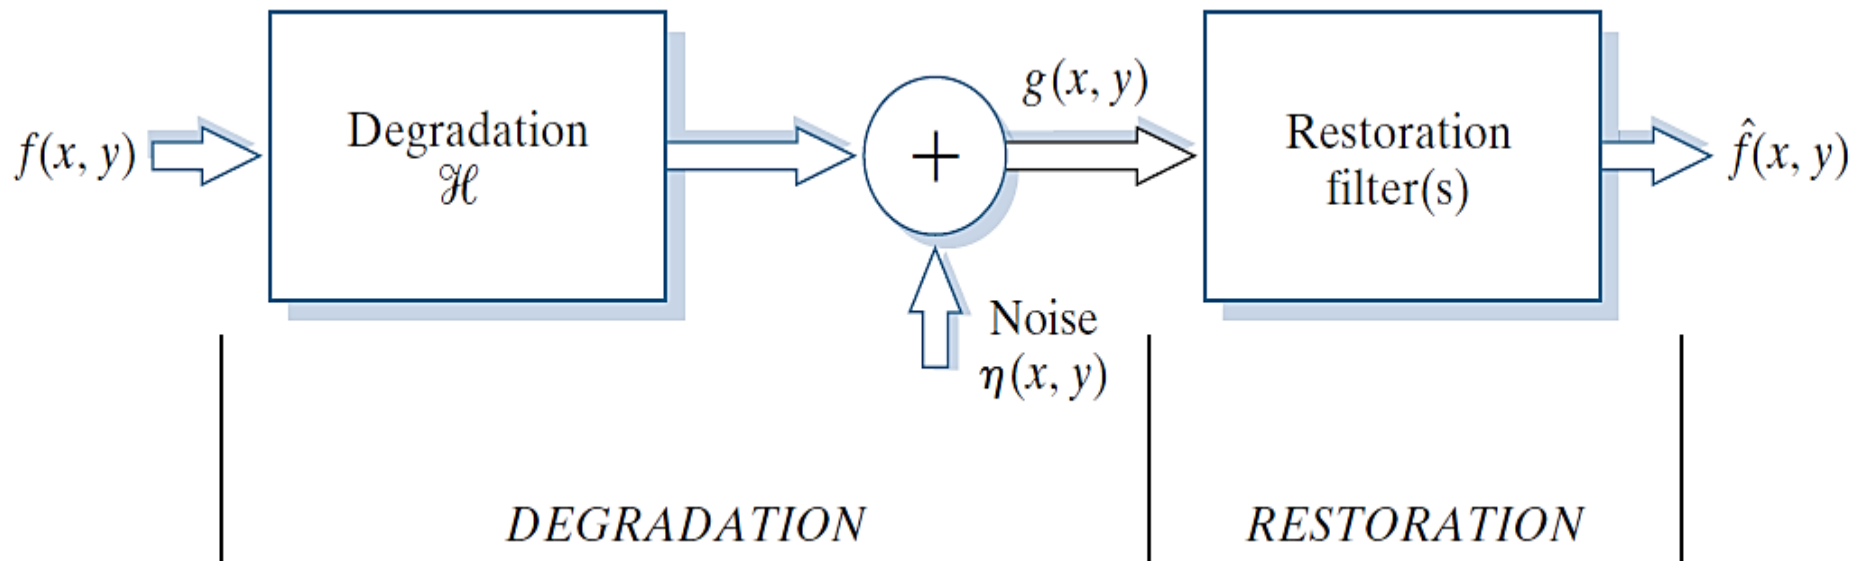 f(x, y)
Degradation
ℋ
+
g(x, y)
Noise
η(x, y)
Restoration
filter(s)
f̂(x, y)
DEGRADATION
RESTORATION